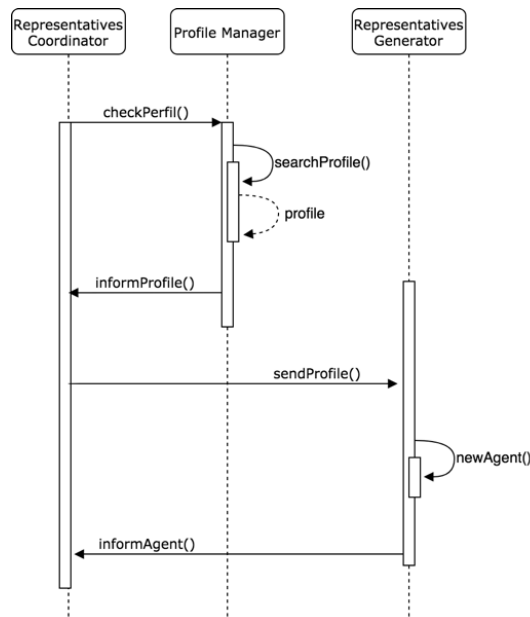 Representatives
Coordinator
Profile Manager
Representatives
Generator
checkPerfil()
searchProfile()
profile
informProfile()
sendProfile()
newAgent()
informAgent()